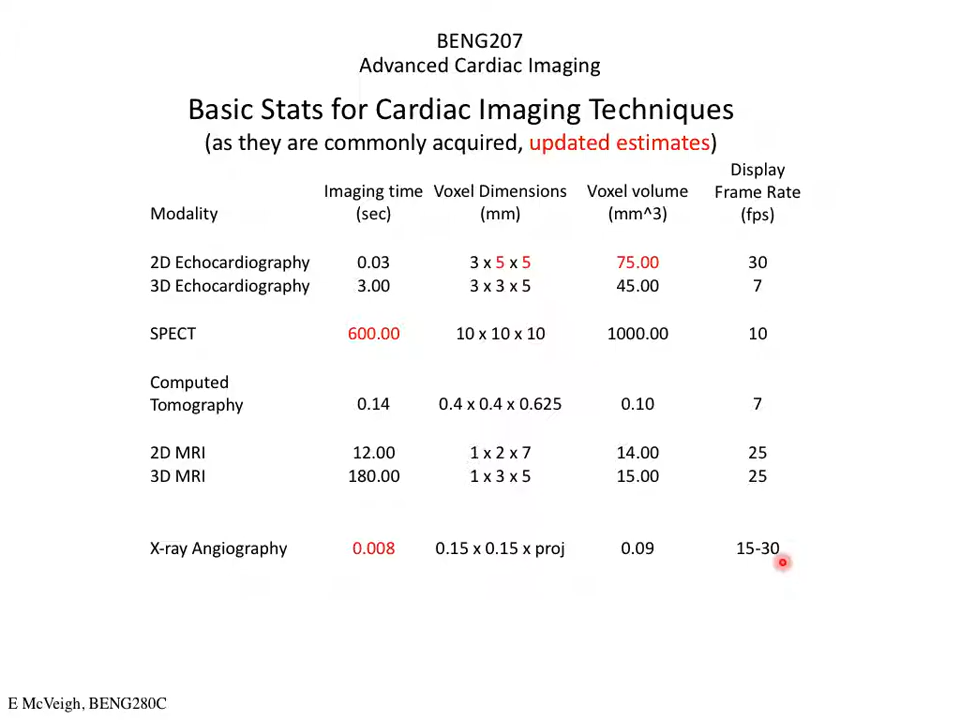 BENG207
Advanced Cardiac Imaging
Basic Stats for Cardiac Imaging Techniques
(as they are commonly acquired, updated estimates)
Modality Imaging time (sec) Voxel Dimensions (mm) Voxel volume (mm^3) Display Frame Rate (fps)
2D Echocardiography 0.03 3 x 5 x 5 75.00 30
3D Echocardiography 3.00 3 x 3 x 5 45.00 7
SPECT 600.00 10 x 10 x 10 1000.00 10
Computed
Tomography 0.14 0.4 x 0.4 x 0.625 0.10 7
2D MRI 12.00 1 x 2 x 7 14.00 25
3D MRI 180.00 1 x 3 x 5 15.00 25
X-ray Angiography 0.008 0.15 x 0.15 x proj 0.09 15-30
E McVeigh, BENG280C